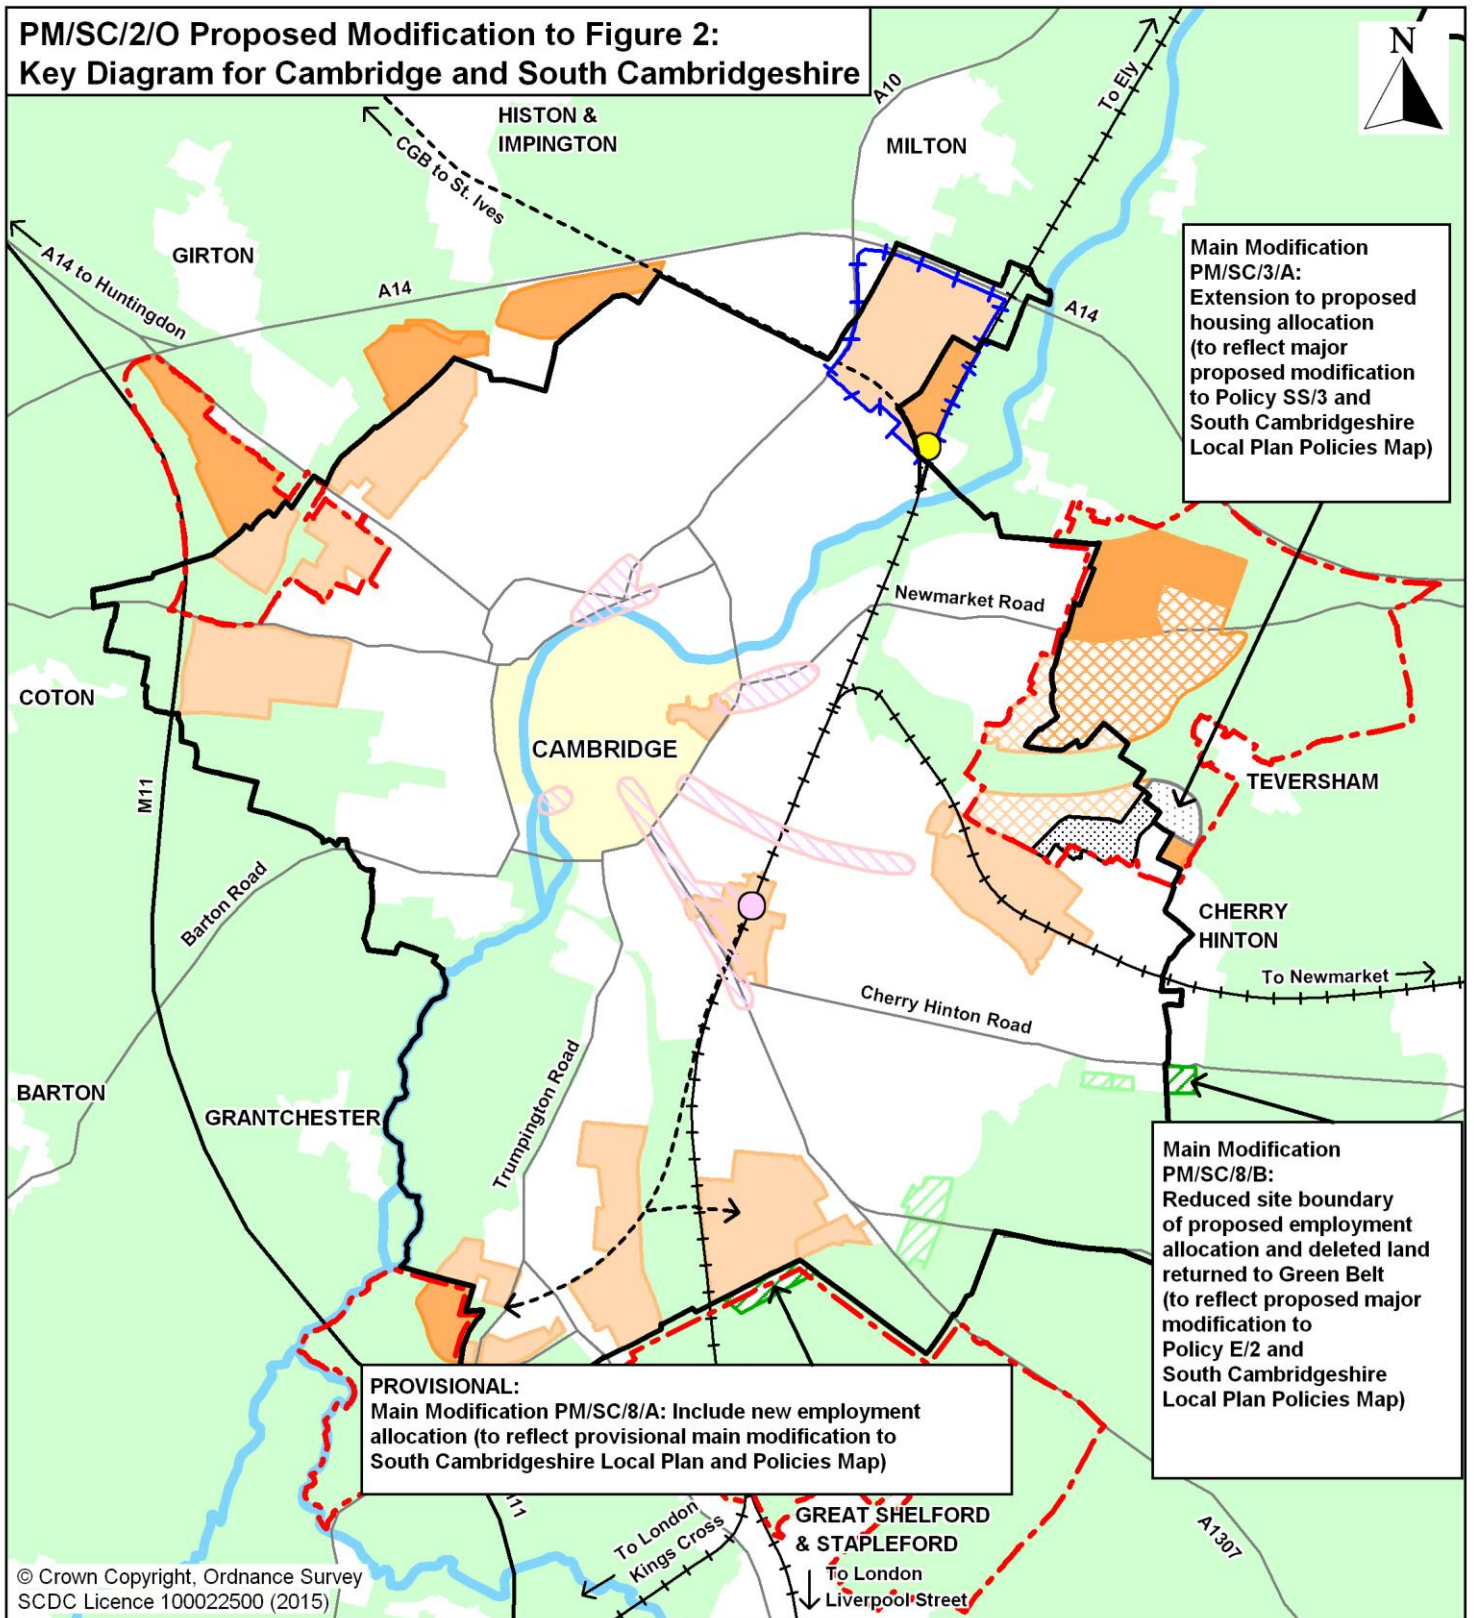 PM/SC/2/O Proposed Modification to Figure 2:
Key Diagram for Cambridge and South Cambridgeshire
N
To Ely
A10
HISTON &
IMPINGTON
MILTON
CGB to St. Ives
GIRTON
A14 to Huntingdon
A14
A14
Main Modification
PM/SC/3/A:
Extension to proposed
housing allocation
(to reflect major
proposed modification
to Policy SS/3 and
South Cambridgeshire
Local Plan Policies Map)
Newmarket Road
COTON
CAMBRIDGE
M11
TEVERSHAM
Barton Road
CHERRY
HINTON
To Newmarket
Cherry Hinton Road
BARTON
GRANTCHESTER
Trumpington Road
Main Modification
PM/SC/8/B:
Reduced site boundary
of proposed employment
allocation and deleted land
returned to Green Belt
(to reflect proposed major
modification to
Policy E/2 and
South Cambridgeshire
Local Plan Policies Map)
PROVISIONAL:
Main Modification PM/SC/8/A: Include new employment
allocation (to reflect provisional main modification to
South Cambridgeshire Local Plan and Policies Map)
GREAT SHELFORD
& STAPLEFORD
To London
Kings Cross
To London
Liverpool Street
A1307
© Crown Copyright, Ordnance Survey
SCDC Licence 100022500 (2015)